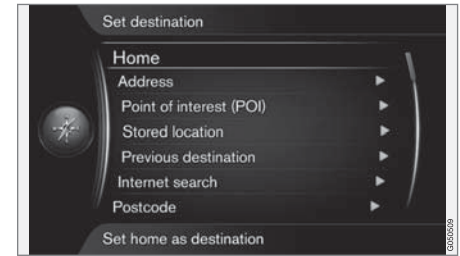 Set destination
Home
Address
Point of interest (POI)
Stored location
Previous destination
Internet search
Postcode
Set home as destination
G050509